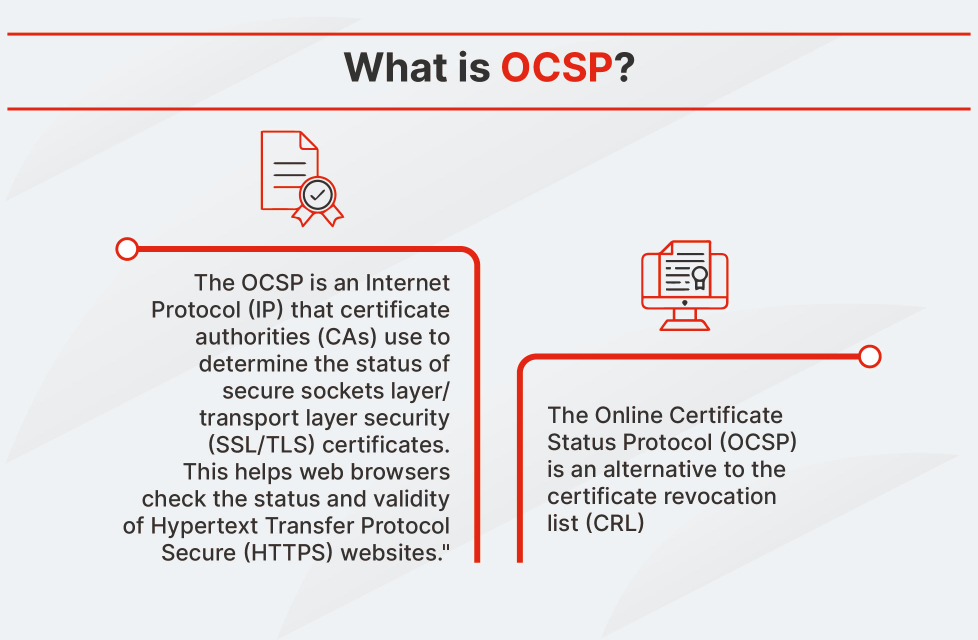 What is OCSP?
The OCSP is an Internet
Protocol (IP) that certificate
authorities (CAs) use to
determine the status of
secure sockets layer/
transport layer security
(SSL/TLS) certificates.
This helps web browsers
check the status and validity
of Hypertext Transfer Protocol
Secure (HTTPS) websites."
The Online Certificate
Status Protocol (OCSP)
is an alternative to the
certificate revocation
list (CRL)